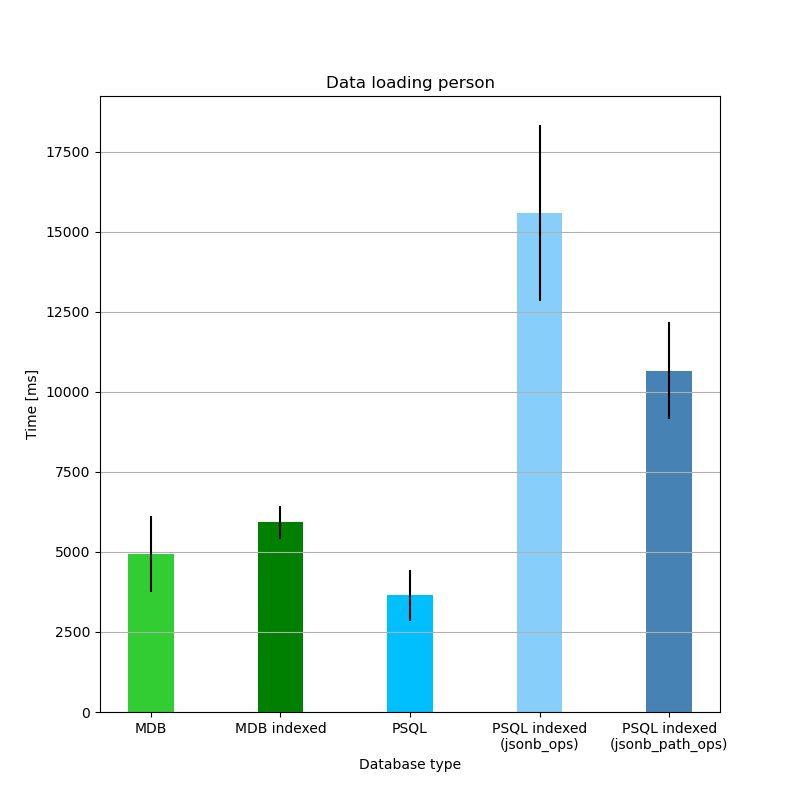 Data loading person
Time [ms]
17500
15000
12500
10000
7500
5000
2500
0
MDB
MDB indexed
PSQL
PSQL indexed
(jsonb_ops)
PSQL indexed
(jsonb_path_ops)
Database type